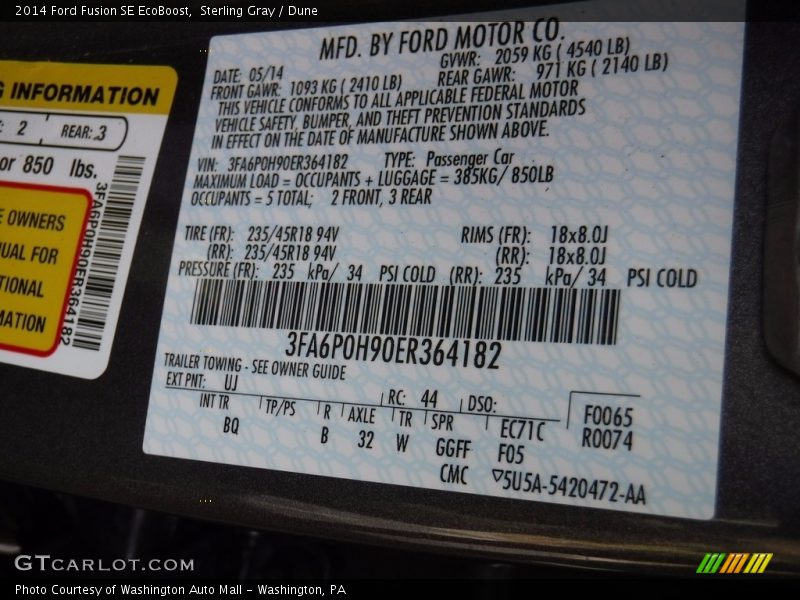 2014 Ford Fusion SE EcoBoost,  Sterling Gray / Dune
MFD. BY FORD MOTOR CO.
DATE: 05/14
GVWR: 2059 KG ( 4540 LB)
FRONT GAWR: 1093 KG ( 2410 LB)
REAR GAWR: 971 KG ( 2140 LB)
THIS VEHICLE CONFORMS TO ALL APPLICABLE FEDERAL MOTOR
VEHICLE SAFETY, BUMPER, AND THEFT PREVENTION STANDARDS
IN EFFECT ON THE DATE OF MANUFACTURE SHOWN ABOVE.
VIN: 3FA6P0H90ER364182 TYPE: Passenger Car
MAXIMUM LOAD = OCCUPANTS + LUGGAGE = 385KG/ 850LB
OCCUPANTS = 5 TOTAL; 2 FRONT, 3 REAR
TIRE (FR): 235/45R18 94V RIMS (FR): 18x8.0J
(RR): 235/45R18 94V (RR): 18x8.0J
PRESSURE (FR): 235 kPa/ 34 PSI COLD (RR): 235 kPa/ 34 PSI COLD
3FA6P0H90ER364182
TRAILER TOWING - SEE OWNER GUIDE
EXT PNT: UJ RC: 44 DSO:
INT TR TP/PS R AXLE TR SPR EC71C F0065
BQ B 32 W GGFF F05 R0074
CMC ▽5U5A-5420472-AA
G INFORMATION
: 2 REAR: 3
or 850 lbs.
E OWNERS
UAL FOR
TIONAL
MATION
3FA6P0H90ER364182
GTCARLOT.COM
Photo Courtesy of Washington Auto Mall - Washington, PA